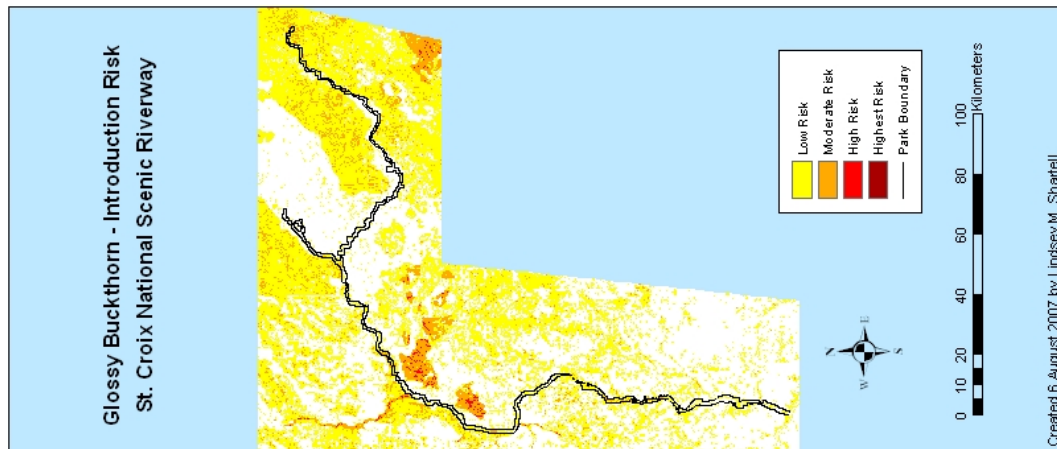 Glossy Buckthorn - Introduction Risk
St. Croix National Scenic Riverway
Low Risk
Moderate Risk
High Risk
Highest Risk
Park Boundary
N
W E
S
0 10 20 40 60 80 100
Kilometers
Created 6 August 2007 by Lindsey M. Shartell